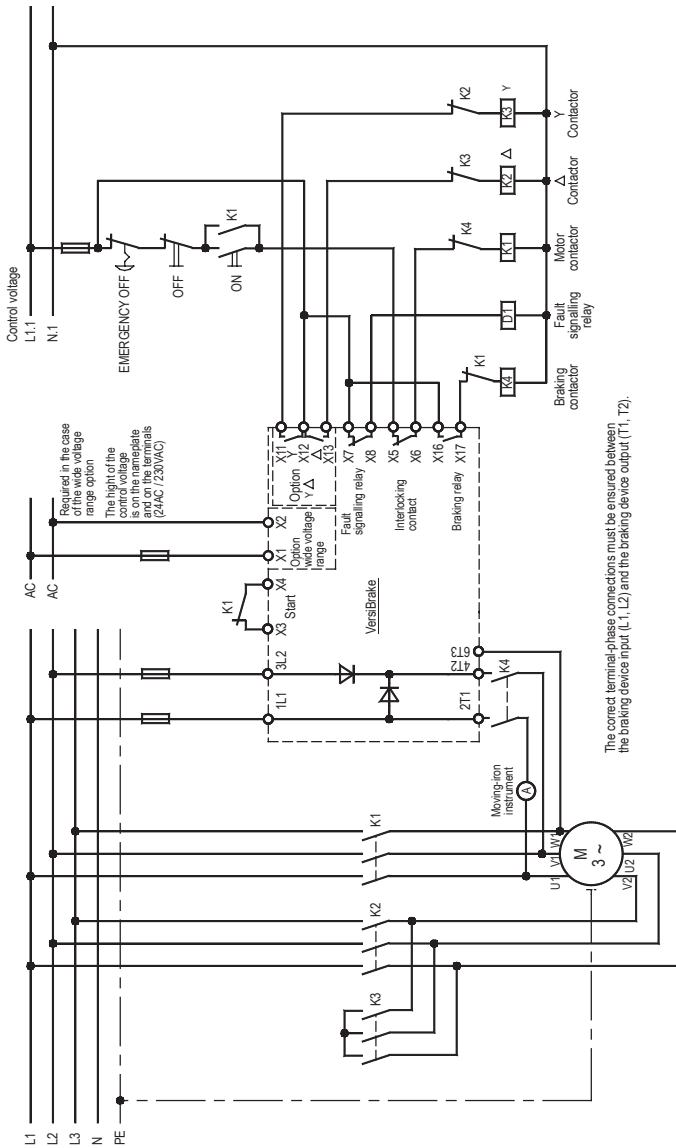 L1
L2
L3
N
PE
AC
AC
Control voltage
L1.1
N.1
Required in the case
of the wide voltage
range option
The hight of the
control voltage
is on the nameplate
and on the terminals
(24AC / 230VAC)
EMERGENCY OFF
OFF
ON
K1
K1
1L1
3L2
X3
X4
X1
X2
Start
Option
wide voltage
range
Option
Y Δ
X11
Y
X12
Δ
X13
X7
X8
X5
X6
X16
X17
Fault
signalling relay
Interlocking
contact
Braking relay
VersiBrake
2T1
4T2
6T3
K4
K3
K2
K1
Moving-iron
instrument
A
U1
V1
W1
M
3 ~
V2
U2
W2
K1
K4
K3
K2
K4
D1
K1
K2
Δ
K3
Y
Braking
contactor
Fault
signalling
relay
Motor
contactor
Δ
Contactor
Y
Contactor
The correct terminal-phase connections must be ensured between
the braking device input (L1, L2) and the braking device output (T1, T2).